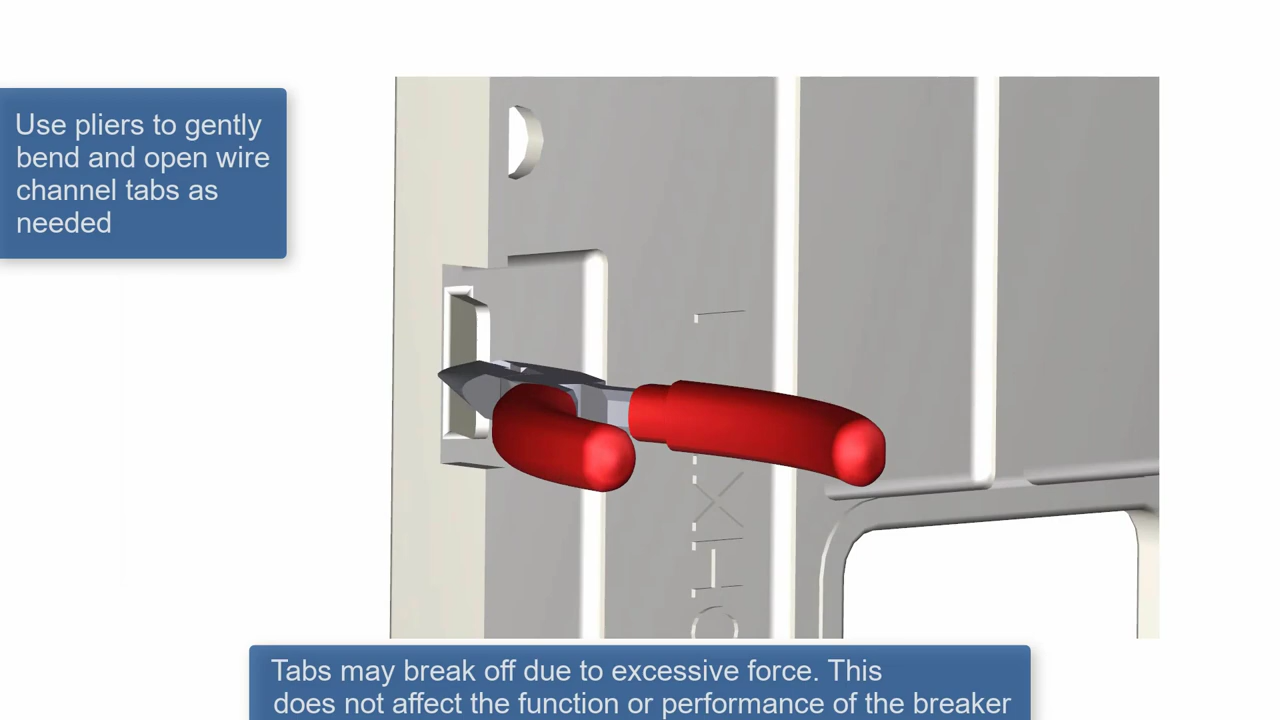 Use pliers to gently
bend and open wire
channel tabs as
needed
Tabs may break off due to excessive force. This
does not affect the function or performance of the breaker